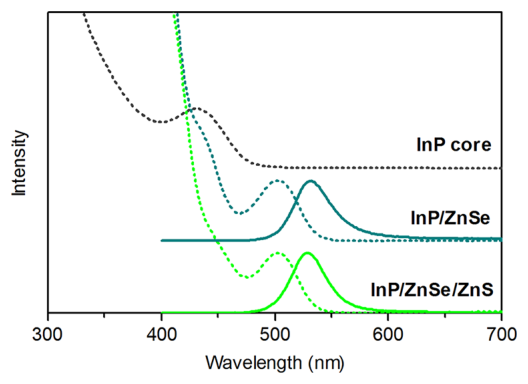 Intensity
InP core
InP/ZnSe
InP/ZnSe/ZnS
300 400 500 600 700
Wavelength (nm)